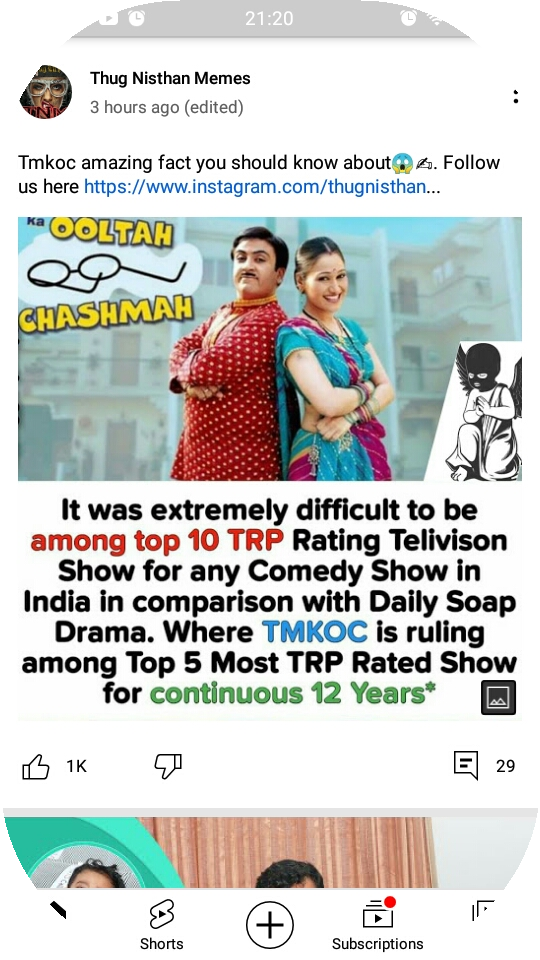 21:20
Thug Nisthan Memes
3 hours ago (edited)
Tmkoc amazing fact you should know about😱✍. Follow
us here https://www.instagram.com/thugnisthan...
Ka OOLTAH
CHASHMAH
It was extremely difficult to be
among top 10 TRP Rating Telivison
Show for any Comedy Show in
India in comparison with Daily Soap
Drama. Where TMKOC is ruling
among Top 5 Most TRP Rated Show
for continuous 12 Years*
1K
29
Shorts
Subscriptions